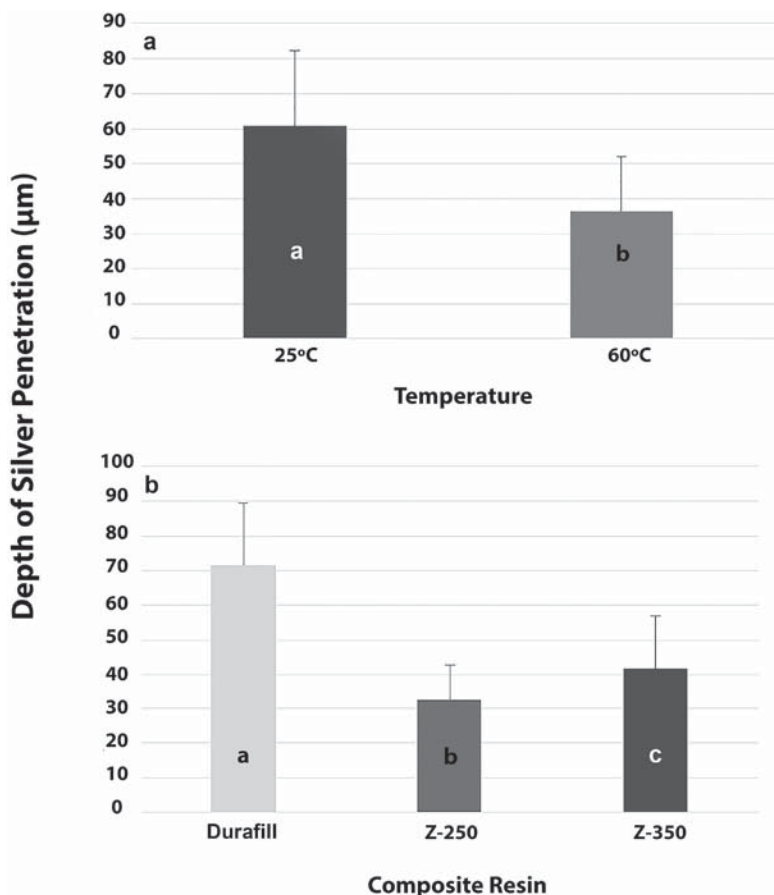 Depth of Silver Penetration (µm)
a
90
80
70
60
50
40
30
20
10
0
a
b
25ºC
60ºC
Temperature
b
100
90
80
70
60
50
40
30
20
10
0
a
b
c
Durafill
Z-250
Z-350
Composite Resin